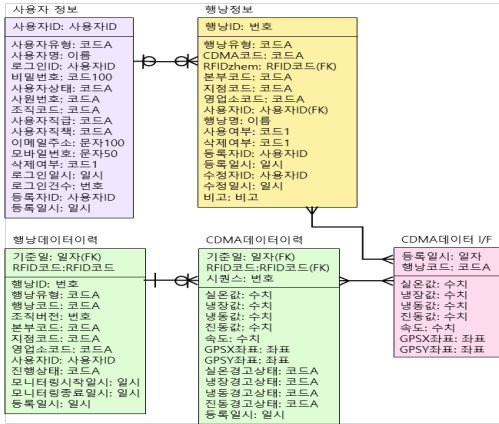 사용자 정보
사용자ID: 사용자ID
사용자유형: 코드A
사용자명: 이름
로그인ID: 사용자ID
비밀번호: 코드100
사용자상태: 코드A
사원번호: 코드A
조직코드: 코드A
사용자직급: 코드A
사용자직책: 코드A
이메일주소: 문자100
모바일번호: 문자50
삭제여부: 코드1
로그인일시: 일시
로그인건수: 번호
등록자ID: 사용자ID
등록일시: 일시
행낭정보
행낭ID: 번호
행낭유형: 코드A
CDMA코드: 코드A
RFIDzhem: RFID코드(FK)
본부코드: 코드A
지점코드: 코드A
영업소코드: 코드A
사용자ID: 사용자ID(FK)
행낭명: 이름
사용여부: 코드1
삭제여부: 코드1
등록자ID: 사용자ID
등록일시: 일시
수정자ID: 사용자ID
수정일시: 일시
비고: 비고
행낭데이터이력
기준일: 일자(FK)
RFID코드:RFID코드
행낭ID: 번호
행낭유형: 코드A
행낭코드: 코드A
조직버전: 번호
본부코드: 코드A
지점코드: 코드A
영업소코드: 코드A
사용자ID: 사용자ID
진행상태: 코드A
모니터링시작일시: 일시
모니터링종료일시: 일시
등록일시: 일시
CDMA데이터이력
기준일: 일자(FK)
RFID코드:RFID코드(FK)
시퀀스: 번호
실온값: 수치
냉장값: 수치
냉동값: 수치
진동값: 수치
속도: 수치
GPSX좌표: 좌표
GPSY좌표: 좌표
실온경고상태: 코드A
냉장경고상태: 코드A
냉동경고상태: 코드A
진동경고상태: 코드A
등록일시: 일시
CDMA데이터 I/F
등록일시: 일자
행낭코드: 코드A
실온값: 수치
냉장값: 수치
냉동값: 수치
진동값: 수치
속도: 수치
GPSX좌표: 좌표
GPSY좌표: 좌표